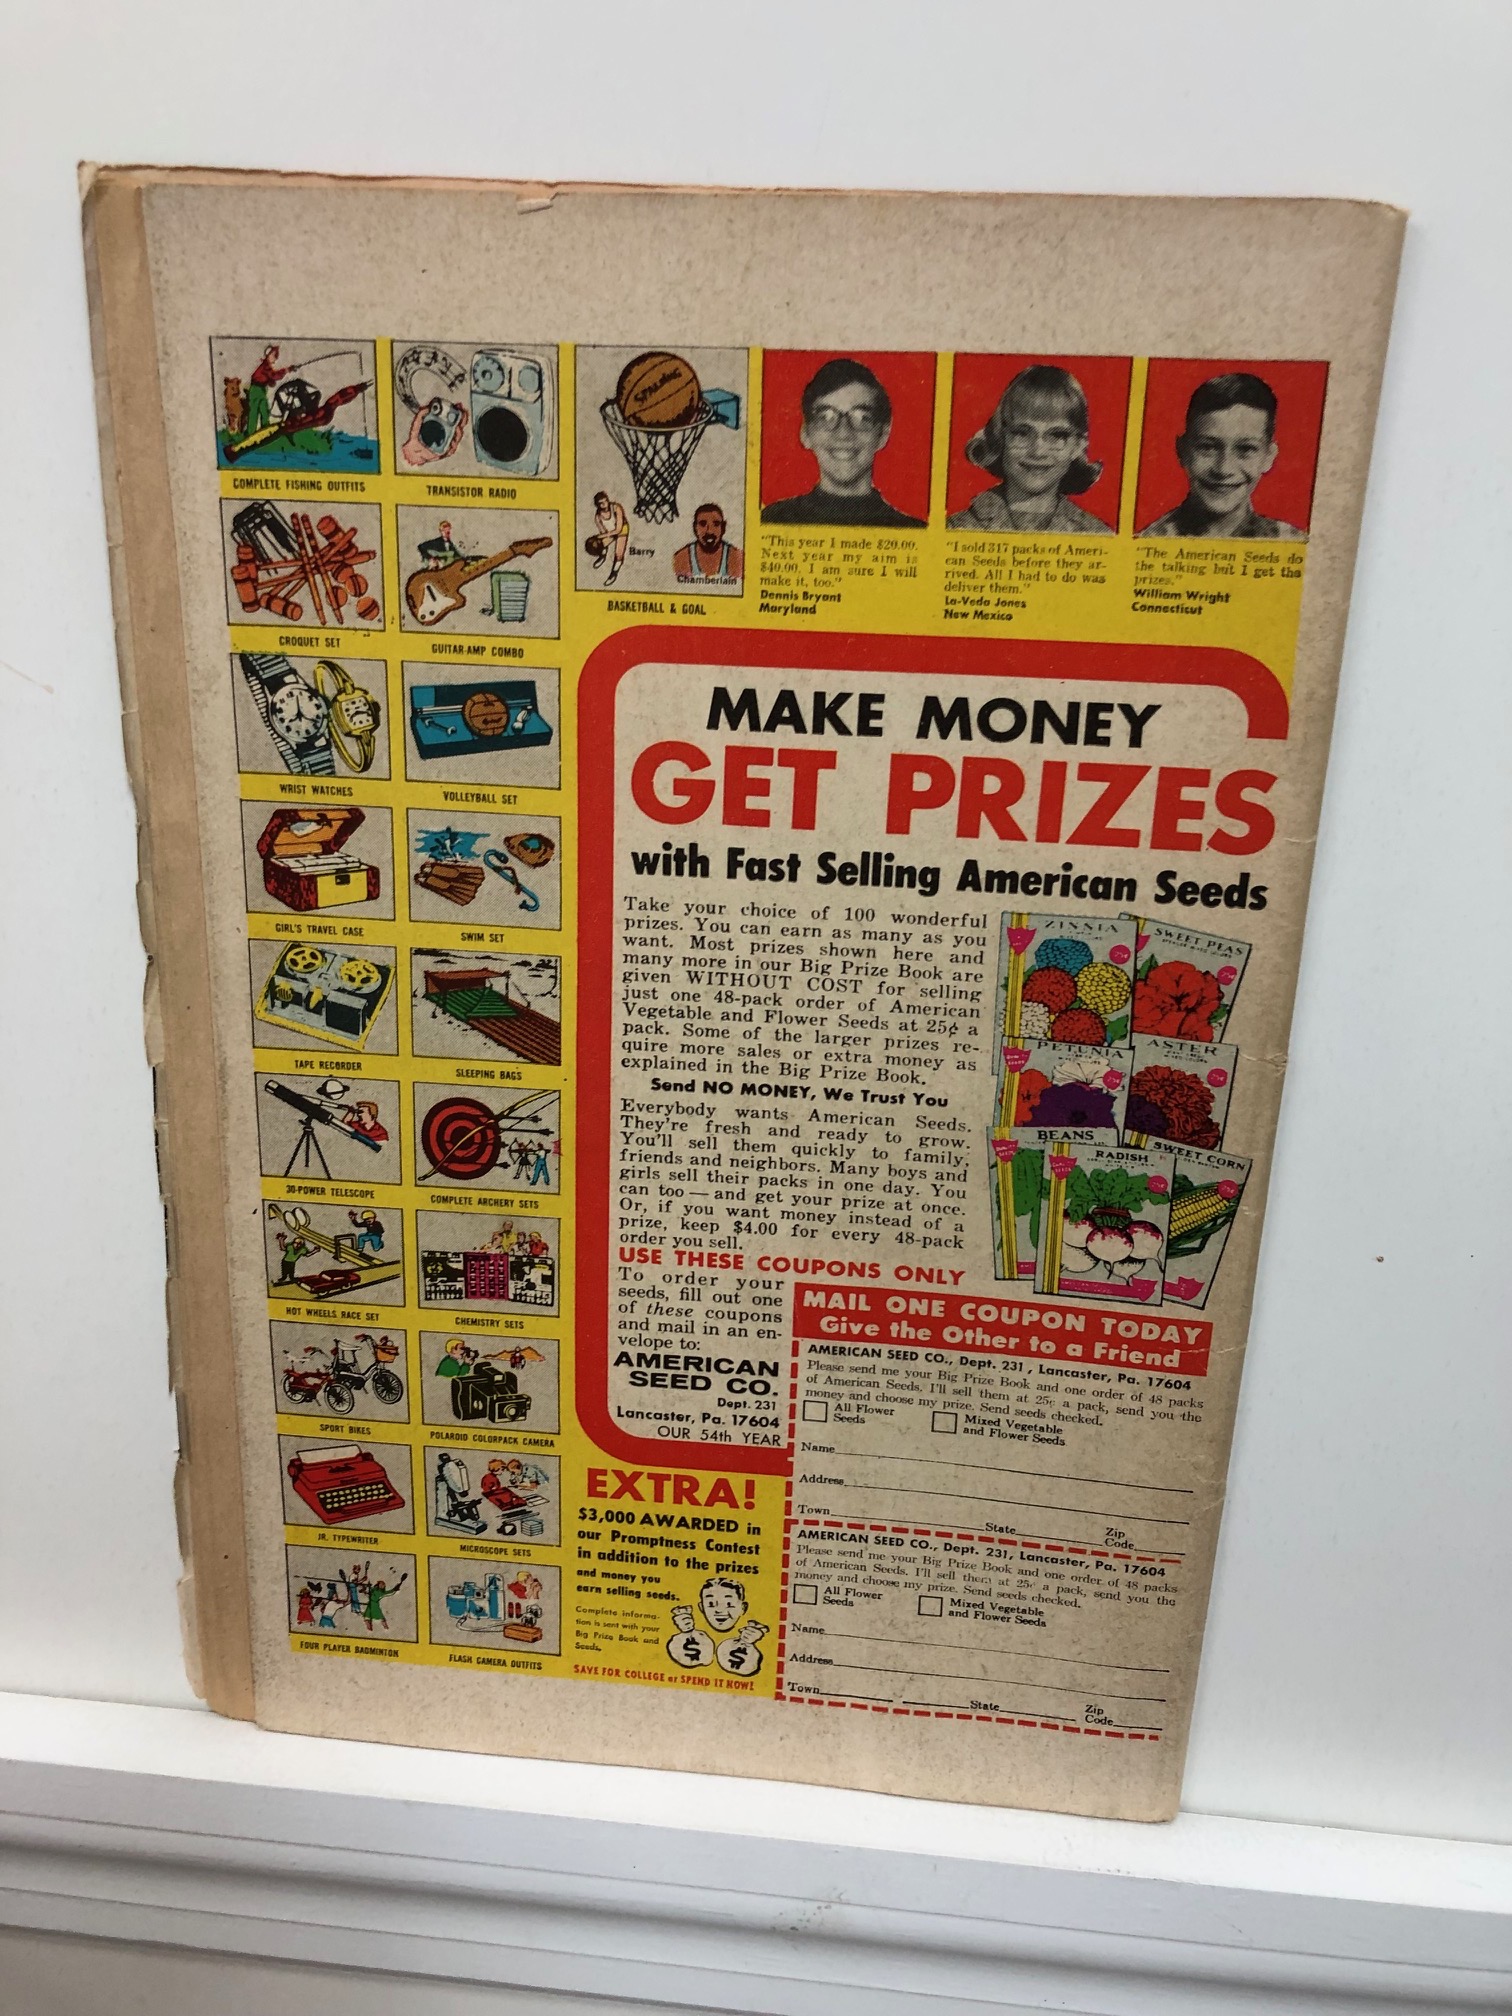 COMPLETE FISHING OUTFITS
TRANSISTOR RADIO
CROQUET SET
GUITAR-AMP COMBO
WRIST WATCHES
VOLLEYBALL SET
GIRL'S TRAVEL CASE
SWIM SET
TAPE RECORDER
SLEEPING BAGS
30-POWER TELESCOPE
COMPLETE ARCHERY SETS
HOT WHEELS RACE SET
CHEMISTRY SETS
SPORT BIKES
POLAROID COLORPACK CAMERA
JR. TYPEWRITER
MICROSCOPE SETS
FOUR PLAYER BADMINTON
FLASH CAMERA OUTFITS
SPALDING
Barry
Chamberlain
BASKETBALL & GOAL
"This year I made $20.00.
Next year my aim is
$40.00. I am sure I will
make it, too."
Dennis Bryant
Maryland
"I sold 317 packs of Ameri-
can Seeds before they ar-
rived. All I had to do was
deliver them."
La-Veda Jones
New Mexico
"The American Seeds do
the talking but I get the
prizes."
William Wright
Connecticut
MAKE MONEY
GET PRIZES
with Fast Selling American Seeds
Take your choice of 100 wonderful
prizes. You can earn as many as you
want. Most prizes shown here and
many more in our Big Prize Book are
given WITHOUT COST for selling
just one 48-pack order of American
Vegetable and Flower Seeds at 25¢ a
pack. Some of the larger prizes re-
quire more sales or extra money as
explained in the Big Prize Book.
Send NO MONEY, We Trust You
Everybody wants American Seeds.
They're fresh and ready to grow.
You'll sell them quickly to family,
friends and neighbors. Many boys and
girls sell their packs in one day. You
can too — and get your prize at once.
Or, if you want money instead of a
prize, keep $4.00 for every 48-pack
order you sell.
ZINNIA
SWEET PEAS
PETUNIA
ASTER
BEANS
RADISH
SWEET CORN
USE THESE COUPONS ONLY
To order your
seeds, fill out one
of these coupons
and mail in an en-
velope to:
AMERICAN
SEED CO.
Dept. 231
Lancaster, Pa. 17604
OUR 54th YEAR
EXTRA!
$3,000 AWARDED in
our Promptness Contest
in addition to the prizes
and money you
earn selling seeds.
Complete informa-
tion is sent with your
Big Prize Book and
Seeds.
$ $
SAVE FOR COLLEGE or SPEND IT NOW!
MAIL ONE COUPON TODAY
Give the Other to a Friend
AMERICAN SEED CO., Dept. 231, Lancaster, Pa. 17604
Please send me your Big Prize Book and one order of 48 packs
of American Seeds. I'll sell them at 25¢ a pack, send you the
money and choose my prize. Send seeds checked.
All Flower
Seeds
Mixed Vegetable
and Flower Seeds
Name
Address
Town State Zip
Code
AMERICAN SEED CO., Dept. 231, Lancaster, Pa. 17604
Please send me your Big Prize Book and one order of 48 packs
of American Seeds. I'll sell them at 25¢ a pack, send you the
money and choose my prize. Send seeds checked.
All Flower
Seeds
Mixed Vegetable
and Flower Seeds
Name
Address
Town State Zip
Code